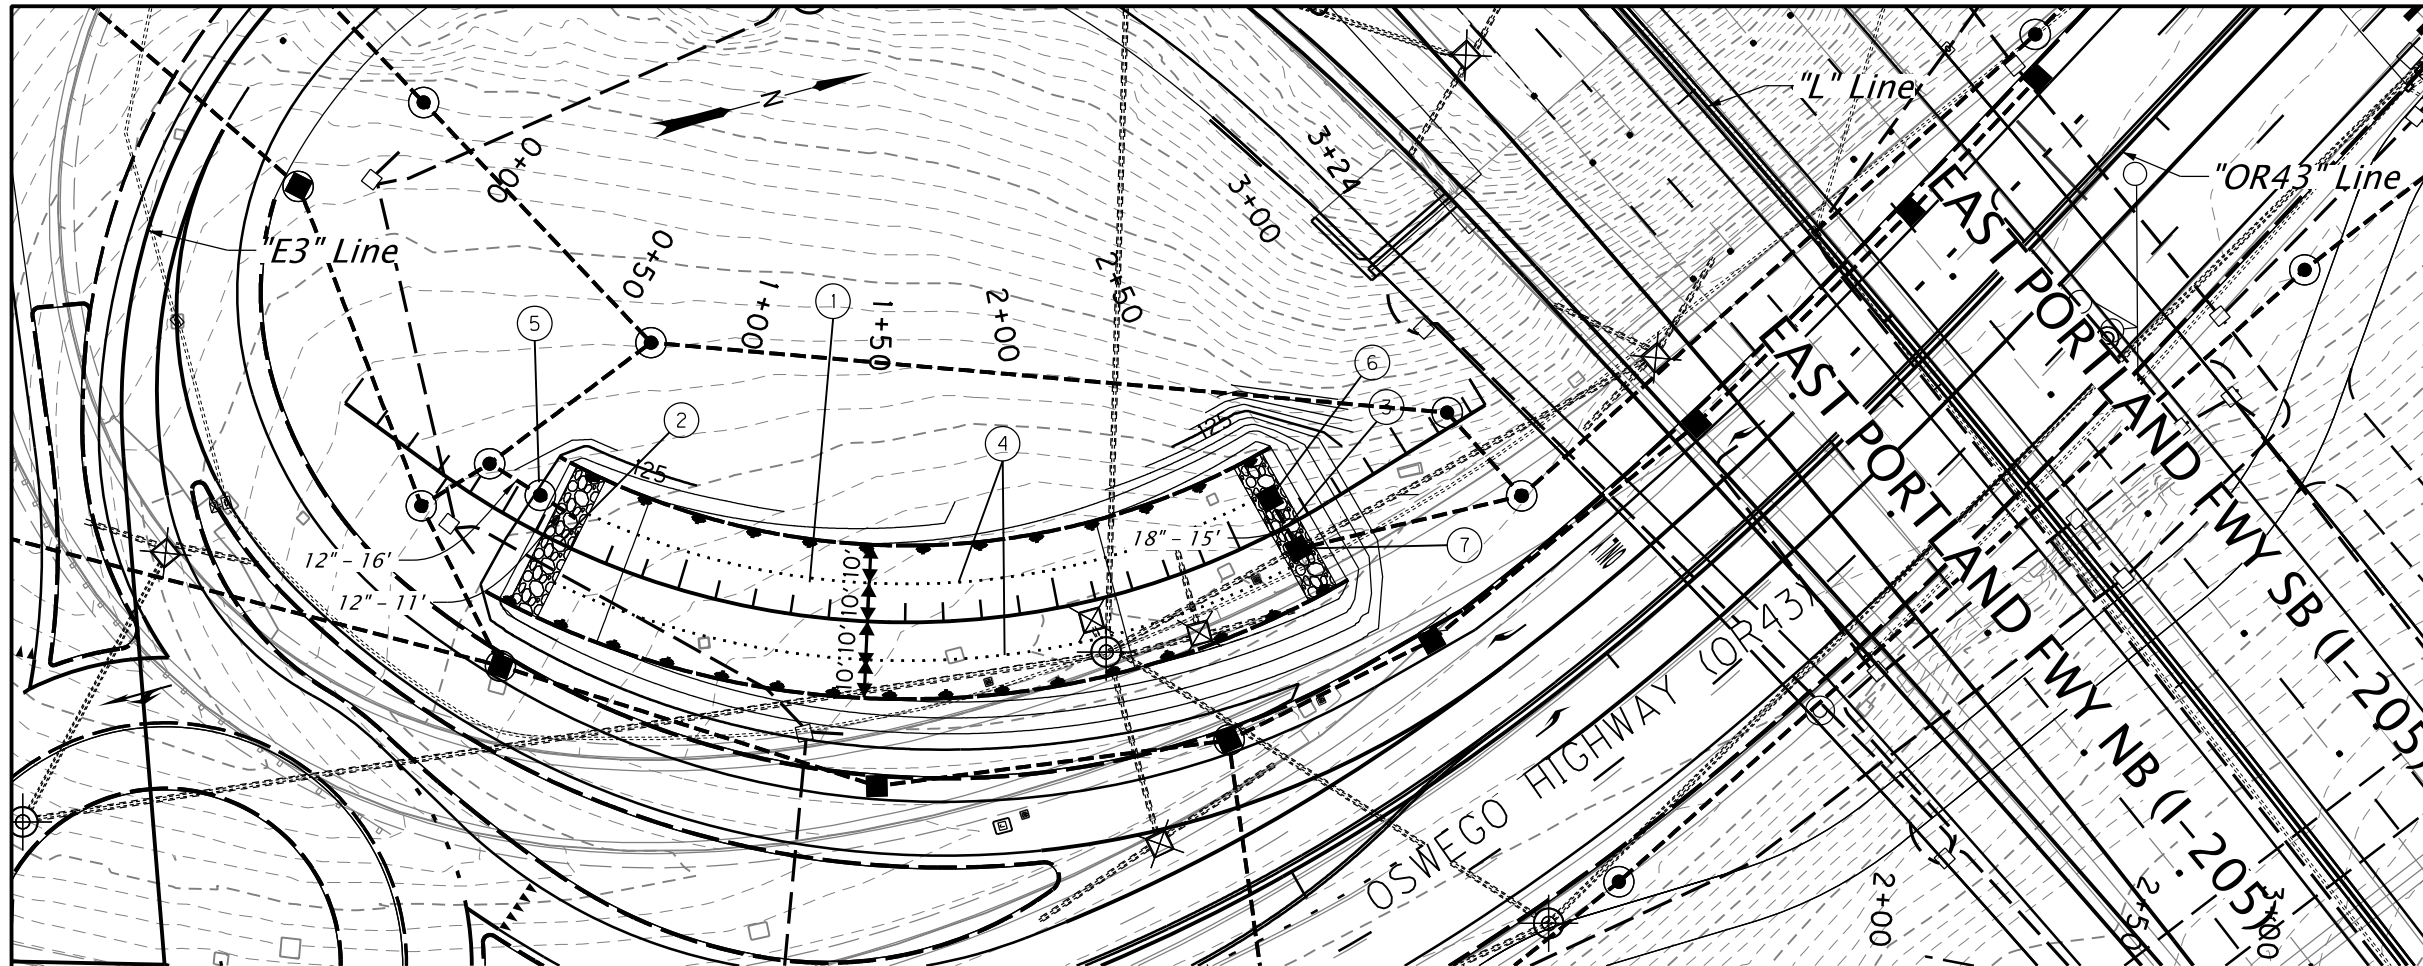 "L" Line
N
3+24
0+00
"OR43" Line
3+00
"E3" Line
0+50
2+50
1+00
1
1+50
2+00
5
6
EAST PORTLAND FWY SB (I-205)
EAST PORTLAND FWY NB (I-205)
2
3
125
4
125
18" - 15'
7
12" - 16'
10'
12" - 11'
10'
10'
10'
OSWEGO HIGHWAY (OR43)
E
2+00
2+50
3+00